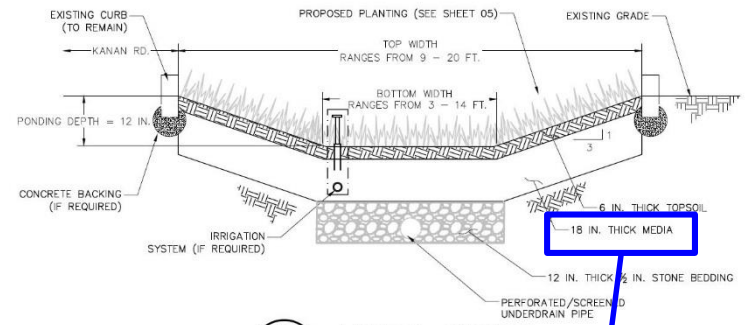 EXISTING CURB
(TO REMAIN)
PROPOSED PLANTING (SEE SHEET 05)
EXISTING GRADE
KANAN RD.
TOP WIDTH
RANGES FROM 9 - 20 FT.
BOTTOM WIDTH
RANGES FROM 3 - 14 FT.
PONDING DEPTH = 12 IN.
1
3
CONCRETE BACKING
(IF REQUIRED)
6 IN. THICK TOPSOIL
IRRIGATION
SYSTEM (IF REQUIRED)
18 IN. THICK MEDIA
12 IN. THICK ½ IN. STONE BEDDING
PERFORATED/SCREENED
UNDERDRAIN PIPE